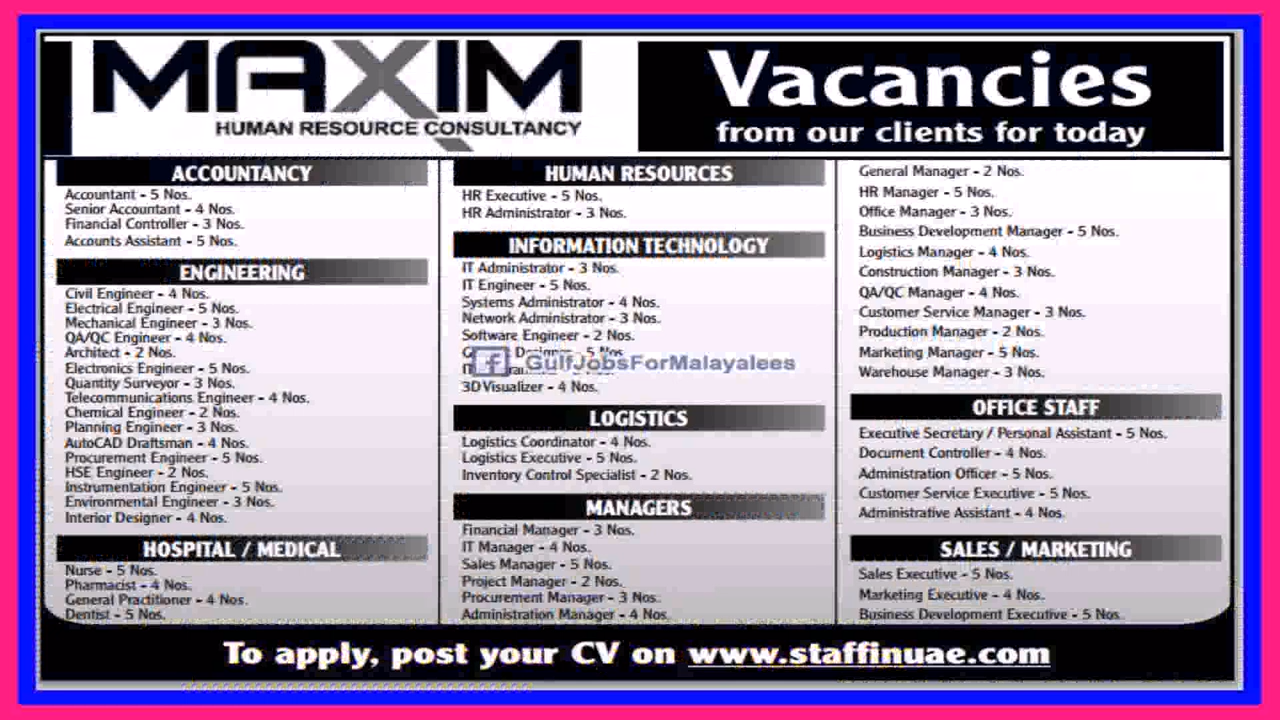 MAXIM
HUMAN RESOURCE CONSULTANCY
Vacancies
from our clients for today
ACCOUNTANCY
Accountant - 5 Nos.
Senior Accountant - 4 Nos.
Financial Controller - 3 Nos.
Accounts Assistant - 5 Nos.
ENGINEERING
Civil Engineer - 4 Nos.
Electrical Engineer - 5 Nos.
Mechanical Engineer - 3 Nos.
QA/QC Engineer - 4 Nos.
Architect - 2 Nos.
Electronics Engineer - 5 Nos.
Quantity Surveyor - 3 Nos.
Telecommunications Engineer - 4 Nos.
Chemical Engineer - 2 Nos.
Planning Engineer - 3 Nos.
AutoCAD Draftsman - 4 Nos.
Procurement Engineer - 5 Nos.
HSE Engineer - 2 Nos.
Instrumentation Engineer - 5 Nos.
Environmental Engineer - 3 Nos.
Interior Designer - 4 Nos.
HOSPITAL / MEDICAL
Nurse - 5 Nos.
Pharmacist - 4 Nos.
General Practitioner - 4 Nos.
Dentist - 5 Nos.
HUMAN RESOURCES
HR Executive - 5 Nos.
HR Administrator - 3 Nos.
INFORMATION TECHNOLOGY
IT Administrator - 3 Nos.
IT Engineer - 5 Nos.
Systems Administrator - 4 Nos.
Network Administrator - 3 Nos.
Software Engineer - 2 Nos.
Designer - 5 Nos.
GulfJobsForMalayalees
IT
3D Visualizer - 4 Nos.
LOGISTICS
Logistics Coordinator - 4 Nos.
Logistics Executive - 5 Nos.
Inventory Control Specialist - 2 Nos.
MANAGERS
Financial Manager - 3 Nos.
IT Manager - 4 Nos.
Sales Manager - 5 Nos.
Project Manager - 2 Nos.
Procurement Manager - 3 Nos.
Administration Manager - 4 Nos.
General Manager - 2 Nos.
HR Manager - 5 Nos.
Office Manager - 3 Nos.
Business Development Manager - 5 Nos.
Logistics Manager - 4 Nos.
Construction Manager - 3 Nos.
QA/QC Manager - 4 Nos.
Customer Service Manager - 3 Nos.
Production Manager - 2 Nos.
Marketing Manager - 5 Nos.
Warehouse Manager - 3 Nos.
OFFICE STAFF
Executive Secretary / Personal Assistant - 5 Nos.
Document Controller - 4 Nos.
Administration Officer - 5 Nos.
Customer Service Executive - 5 Nos.
Administrative Assistant - 4 Nos.
SALES / MARKETING
Sales Executive - 5 Nos.
Marketing Executive - 4 Nos.
Business Development Executive - 5 Nos.
To apply, post your CV on www.staffinuae.com